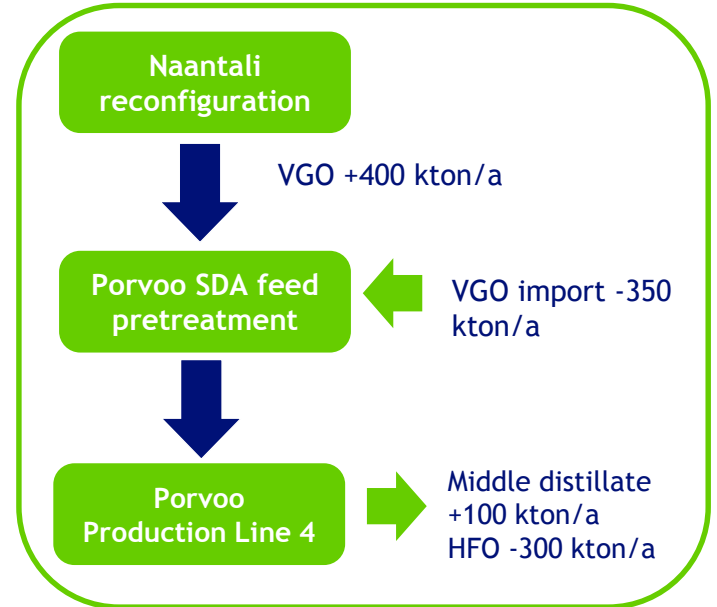 Naantali
reconfiguration
VGO +400 kton/a
Porvoo SDA feed
pretreatment
VGO import -350
kton/a
Porvoo
Production Line 4
Middle distillate
+100 kton/a
HFO -300 kton/a